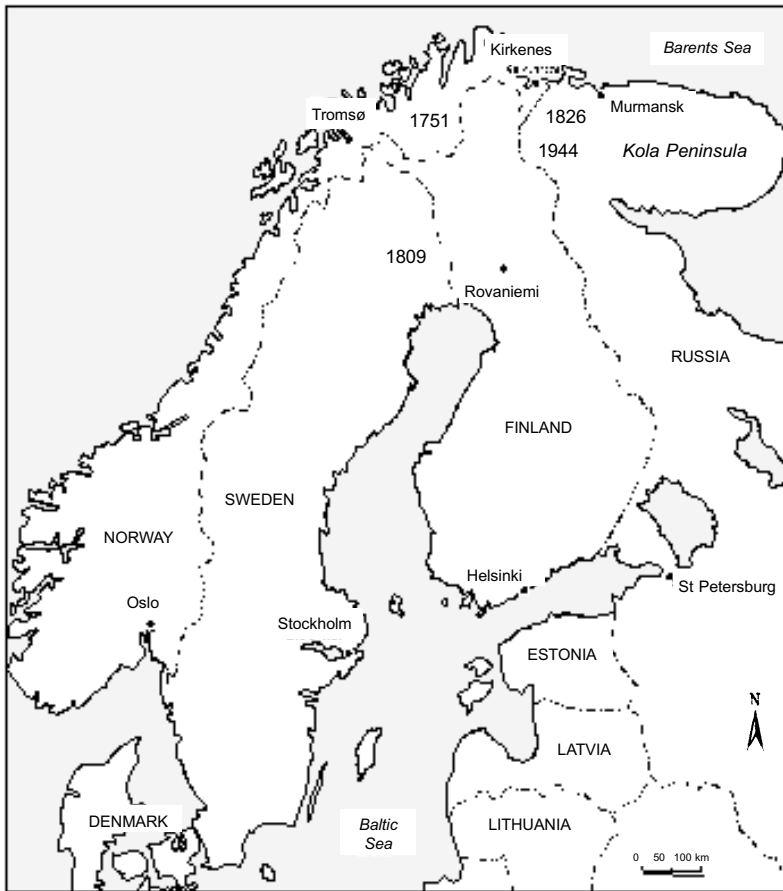 Kirkenes
Barents Sea
Tromsø
1751
1826
Murmansk
1944
Kola Peninsula
1809
Rovaniemi
RUSSIA
FINLAND
SWEDEN
NORWAY
Helsinki
St Petersburg
Oslo
Stockholm
ESTONIA
N
LATVIA
DENMARK
Baltic
Sea
LITHUANIA
0 50 100 km